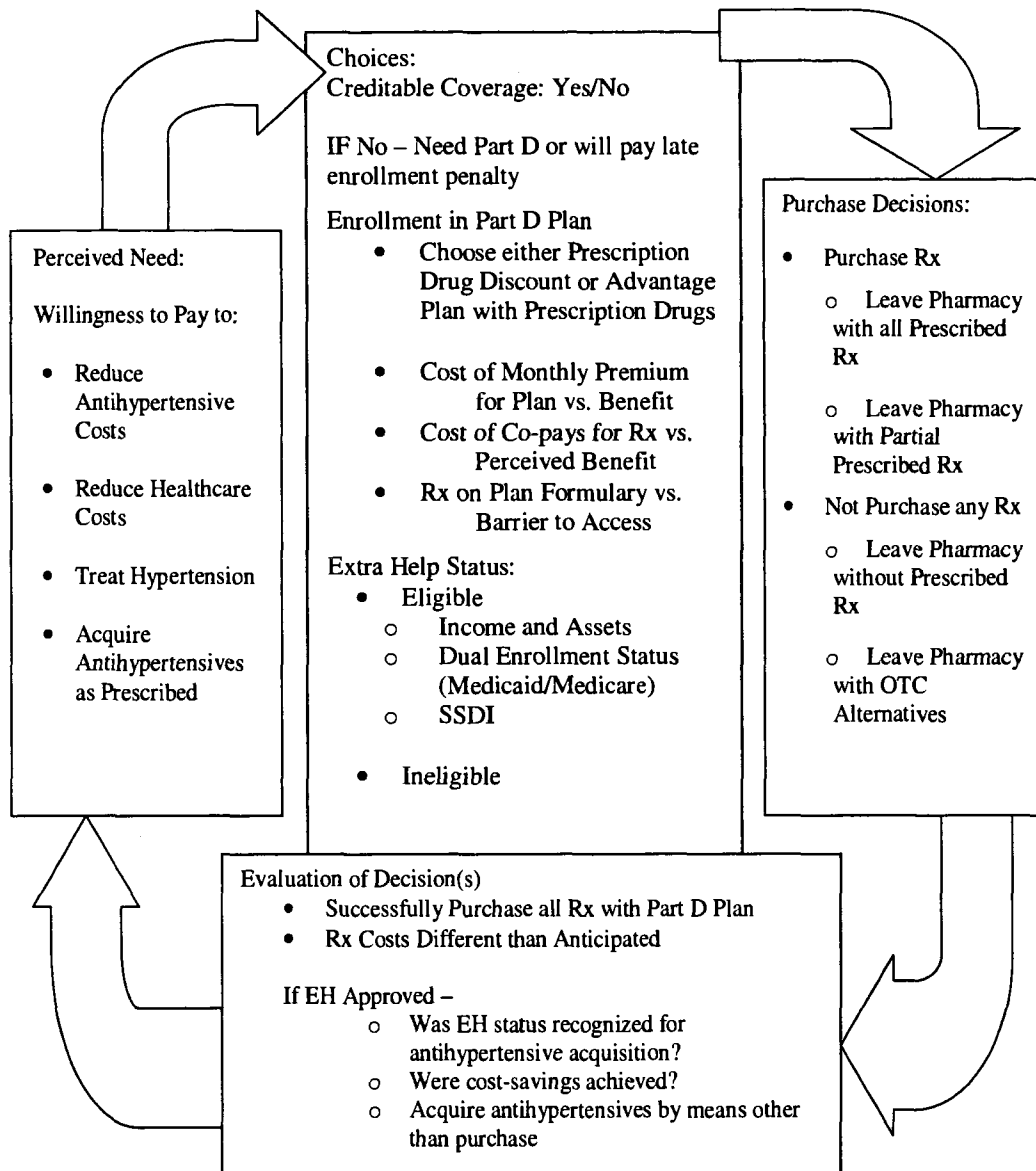 Perceived Need:
Willingness to Pay to:
• Reduce
Antihypertensive
Costs
• Reduce Healthcare
Costs
• Treat Hypertension
• Acquire
Antihypertensives
as Prescribed
Choices:
Creditable Coverage: Yes/No
IF No – Need Part D or will pay late
enrollment penalty
Enrollment in Part D Plan
• Choose either Prescription
Drug Discount or Advantage
Plan with Prescription Drugs
• Cost of Monthly Premium
for Plan vs. Benefit
• Cost of Co-pays for Rx vs.
Perceived Benefit
• Rx on Plan Formulary vs.
Barrier to Access
Extra Help Status:
• Eligible
o Income and Assets
o Dual Enrollment Status
(Medicaid/Medicare)
o SSDI
• Ineligible
Purchase Decisions:
• Purchase Rx
o Leave Pharmacy
with all Prescribed
Rx
o Leave Pharmacy
with Partial
Prescribed Rx
• Not Purchase any Rx
o Leave Pharmacy
without Prescribed
Rx
o Leave Pharmacy
with OTC
Alternatives
Evaluation of Decision(s)
• Successfully Purchase all Rx with Part D Plan
• Rx Costs Different than Anticipated
If EH Approved –
o Was EH status recognized for
antihypertensive acquisition?
o Were cost-savings achieved?
o Acquire antihypertensives by means other
than purchase